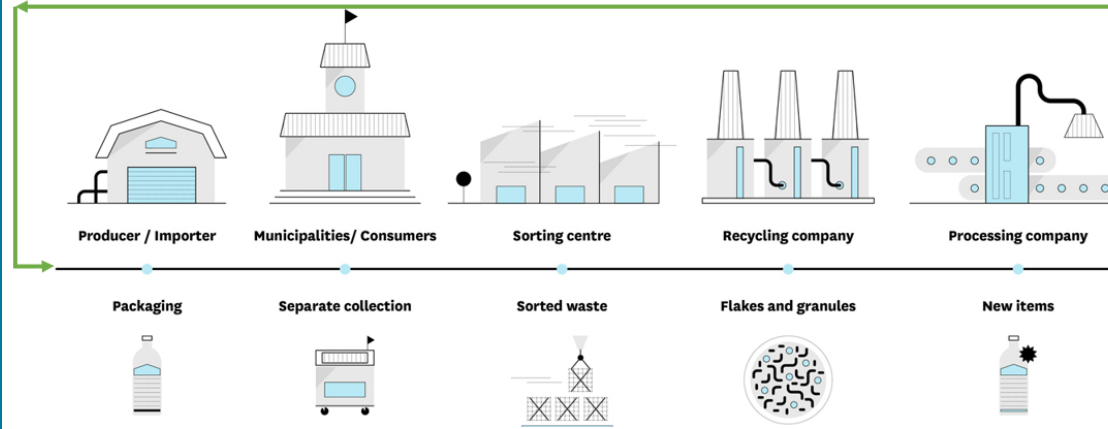 Producer / Importer
Municipalities/ Consumers
Sorting centre
Recycling company
Processing company
Packaging
Separate collection
Sorted waste
Flakes and granules
New items